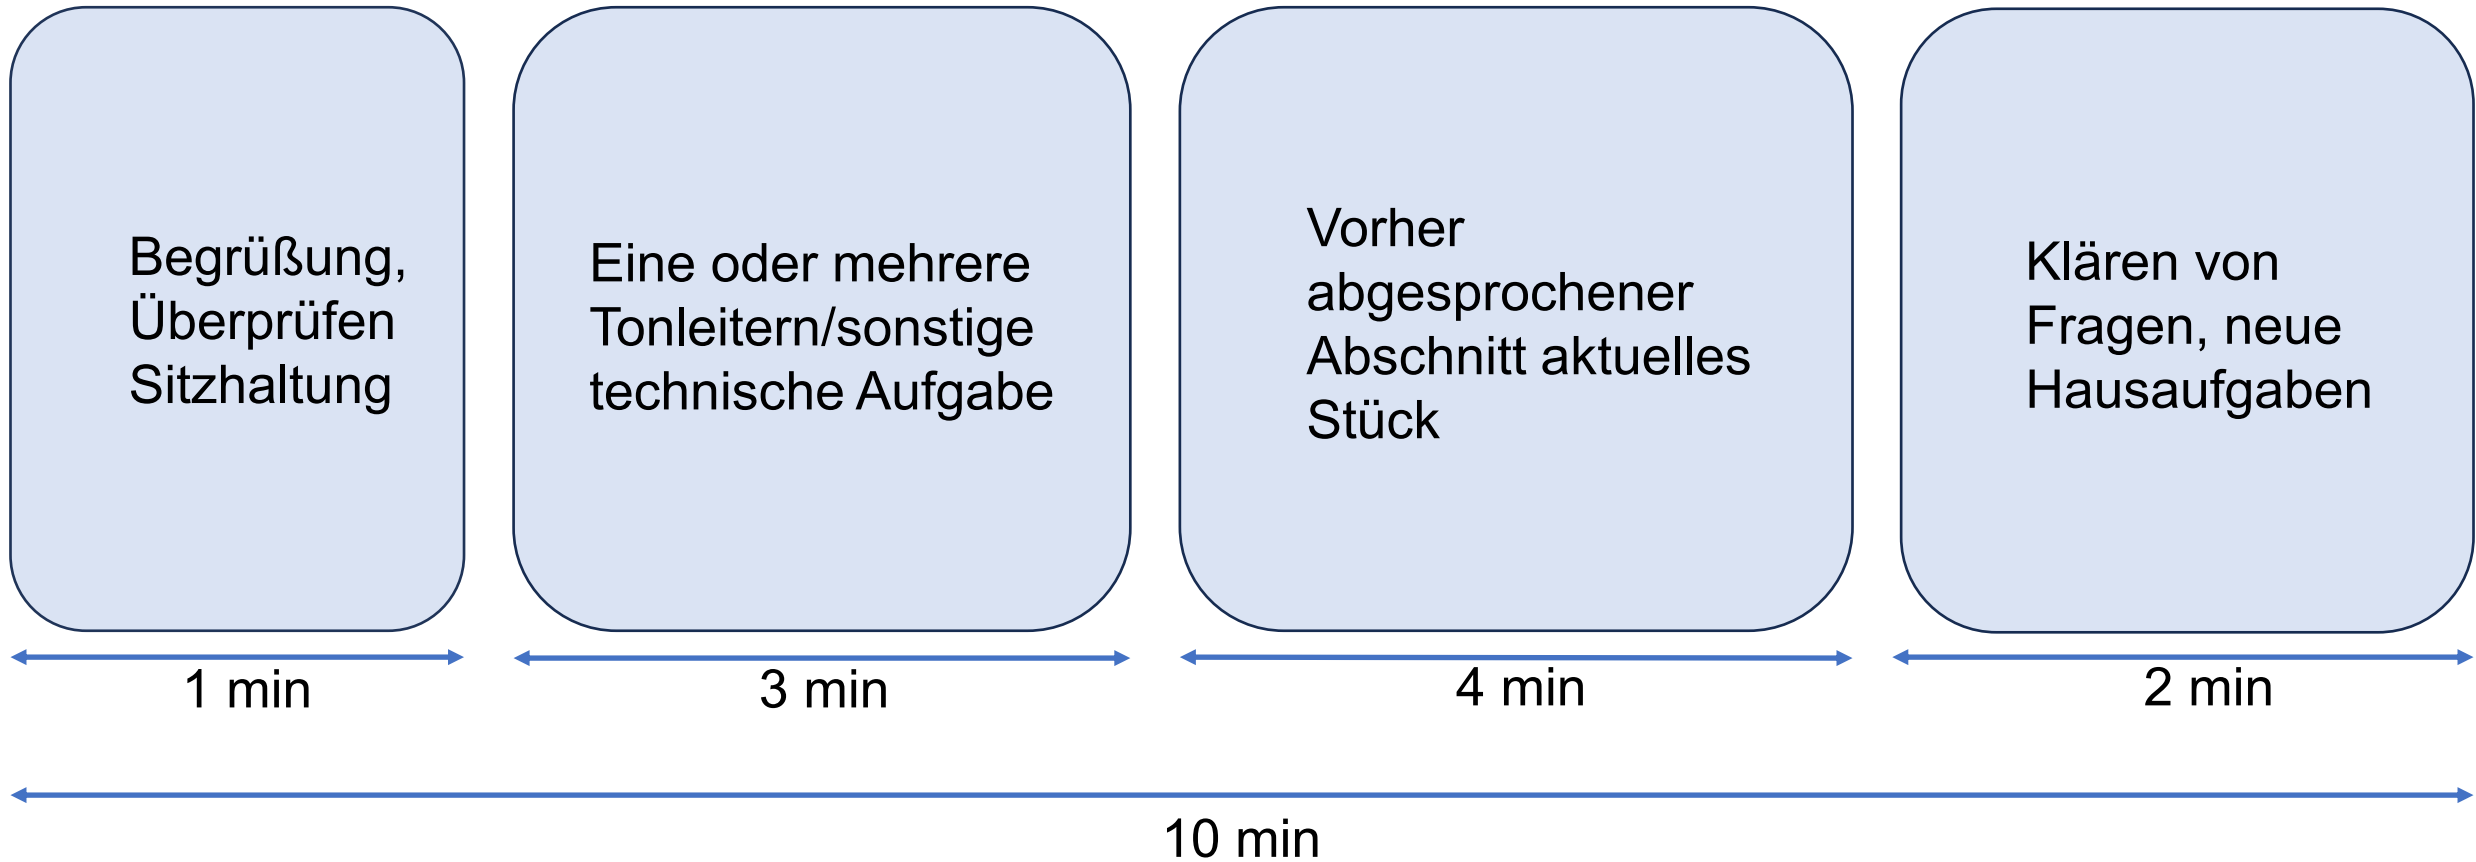 Begrüßung,
Überprüfen
Sitzhaltung
Eine oder mehrere
Tonleitern/sonstige
technische Aufgabe
Vorher
abgesprochener
Abschnitt aktuelles
Stück
Klären von
Fragen, neue
Hausaufgaben
1 min
3 min
4 min
2 min
10 min